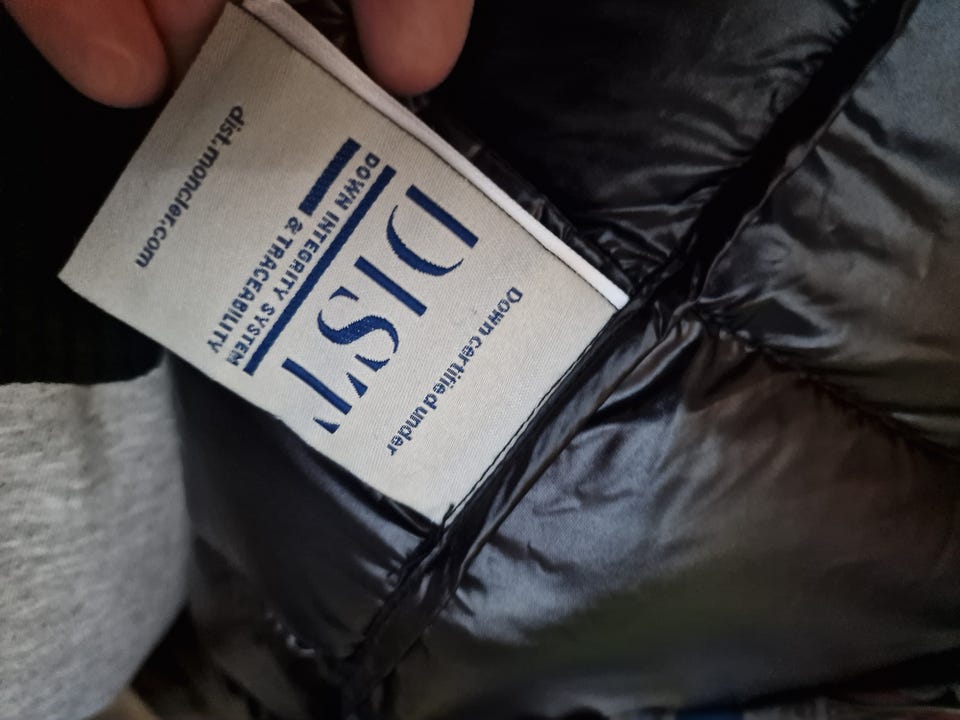 Down certified under
DIST
DOWN INTEGRITY SYSTEM
& TRACEABILITY
dist.moncler.com